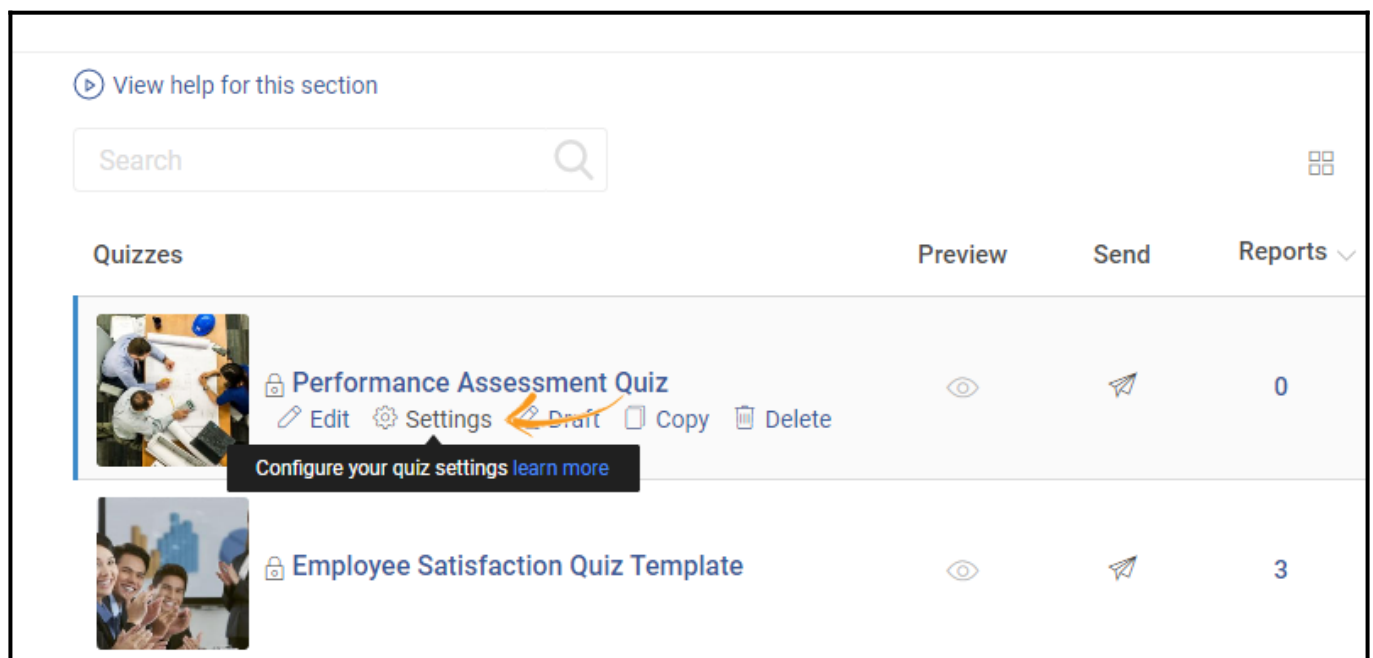 View help for this section
Search
Quizzes Preview Send Reports
Performance Assessment Quiz 0
Edit Settings Draft Copy Delete
Configure your quiz settings learn more
Employee Satisfaction Quiz Template 3